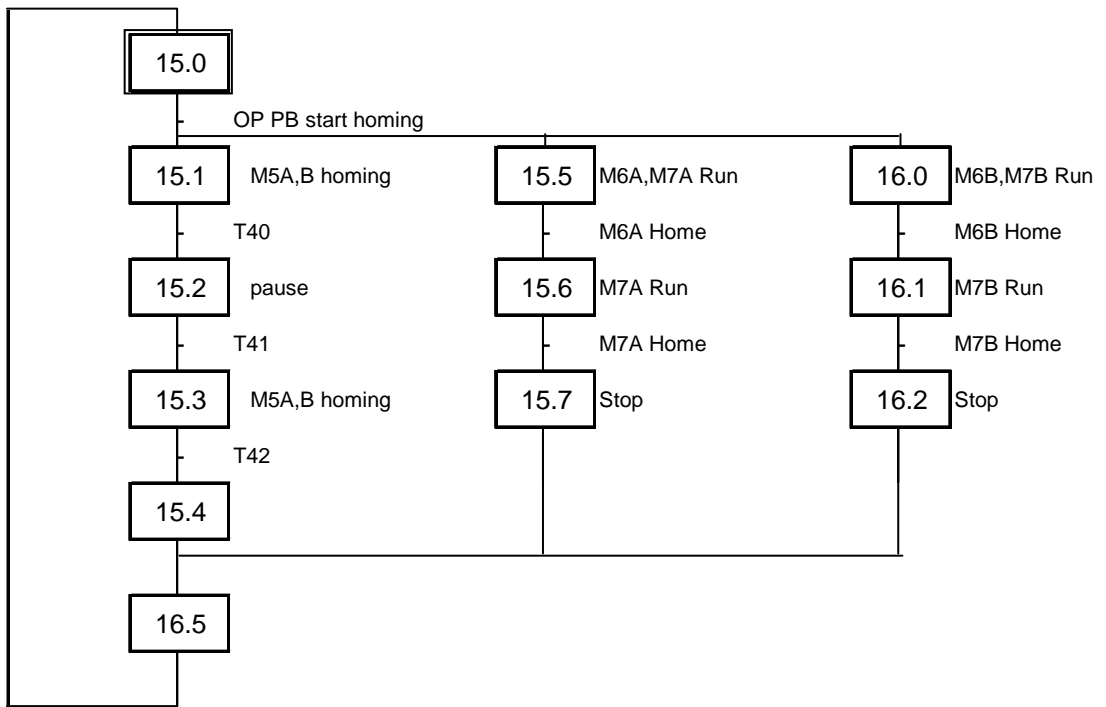 15.0
OP PB start homing
15.1 M5A,B homing 15.5 M6A,M7A Run 16.0 M6B,M7B Run
T40 M6A Home M6B Home
15.2 pause 15.6 M7A Run 16.1 M7B Run
T41 M7A Home M7B Home
15.3 M5A,B homing 15.7 Stop 16.2 Stop
T42
15.4
16.5